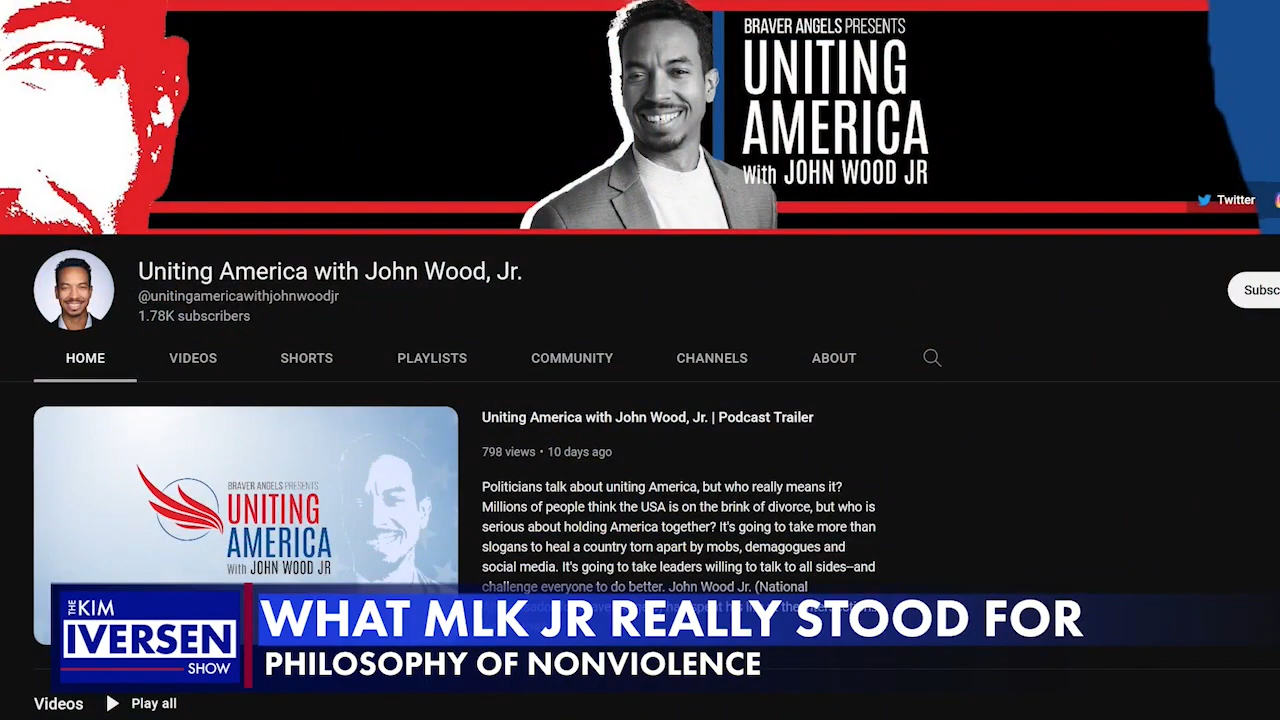 BRAVER ANGELS PRESENTS
UNITING
AMERICA
With JOHN WOOD JR
Twitter
Uniting America with John Wood, Jr.
@unitingamericawithjohnwoodjr
1.78K subscribers
Subsc
HOME VIDEOS SHORTS PLAYLISTS COMMUNITY CHANNELS ABOUT
Uniting America with John Wood, Jr. | Podcast Trailer
798 views • 10 days ago
Politicians talk about uniting America, but who really means it?
Millions of people think the USA is on the brink of divorce, but who is
serious about holding America together? It's going to take more than
slogans to heal a country torn apart by mobs, demagogues and
social media. It's going to take leaders willing to talk to all sides–and
challenge everyone to do better. John Wood Jr. (National
BRAVER ANGELS PRESENTS
UNITING
AMERICA
With JOHN WOOD JR
THE KIM
IVERSEN
SHOW
WHAT MLK JR REALLY STOOD FOR
PHILOSOPHY OF NONVIOLENCE
Videos Play all